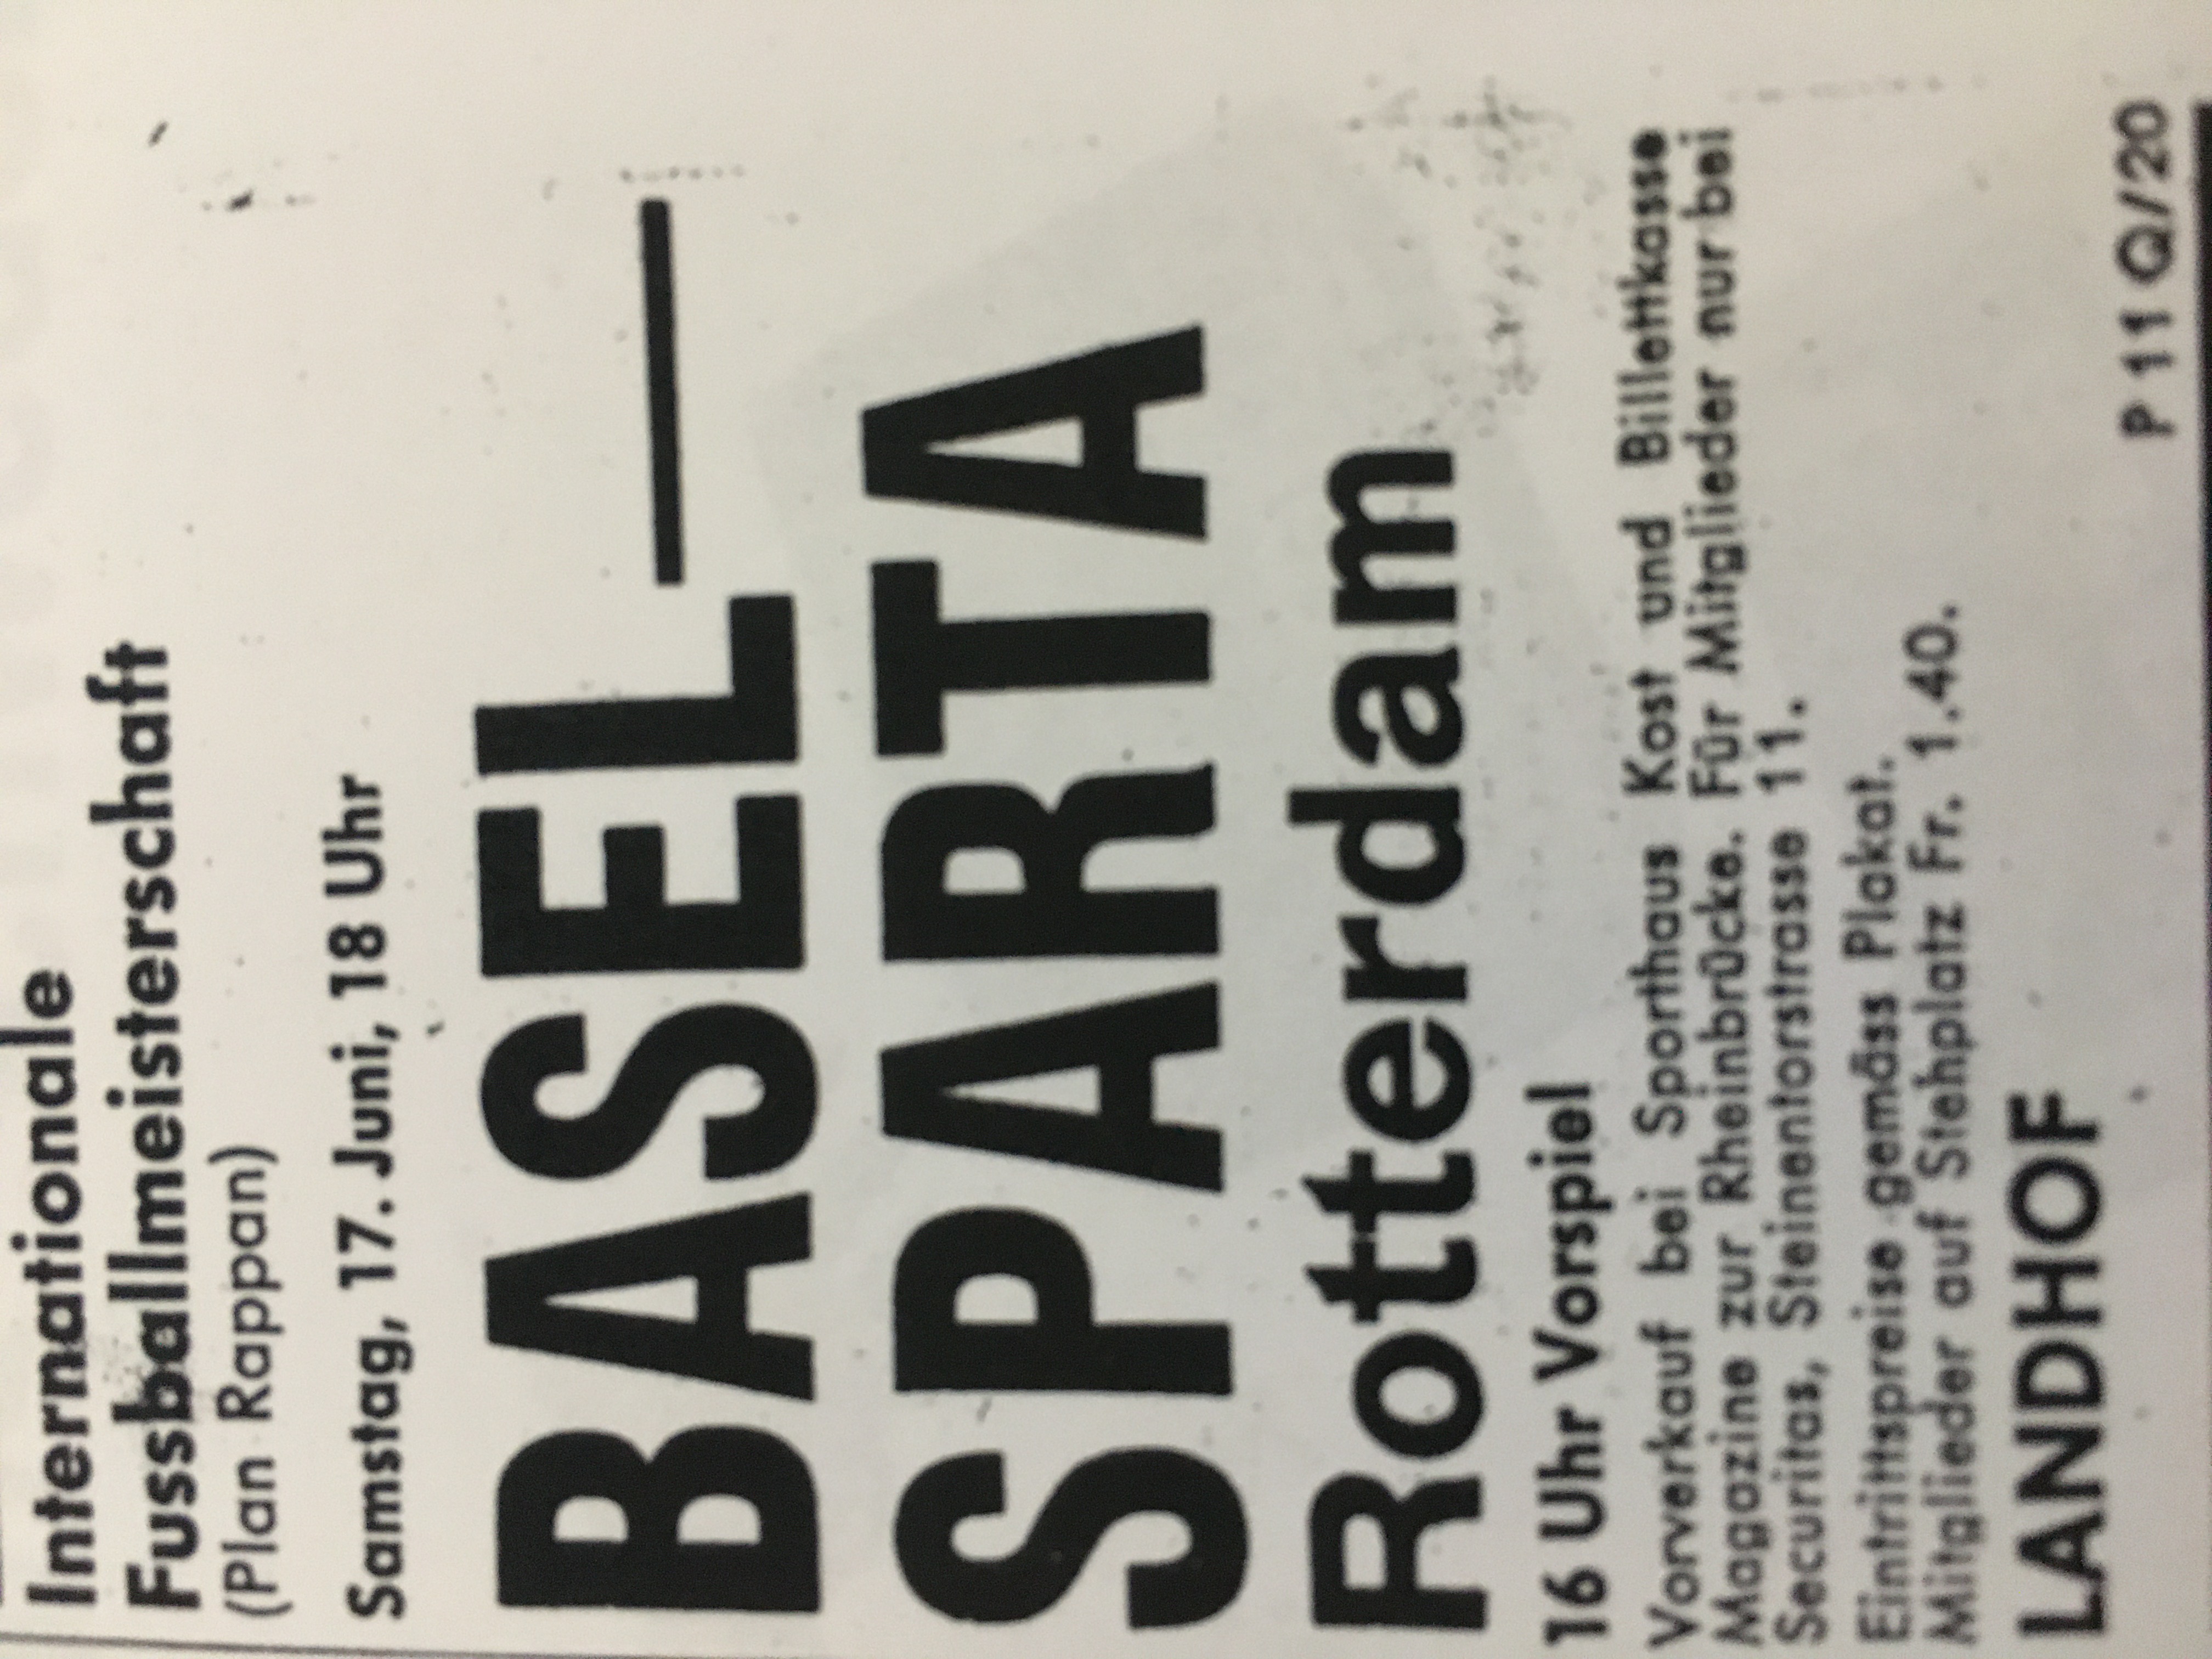 Internationale
Fussballmeisterschaft
(Plan Rappan)
Samstag, 17. Juni, 18 Uhr
BASEL—
SPARTA
Rotterdam
16 Uhr Vorspiel
Vorverkauf bei Sporthaus Kost und Billettkasse
Magazine zur Rheinbrücke. Für Mitglieder nur bei
Securitas, Steinentorstrasse 11.
Eintrittspreise gemäss Plakat.
Mitglieder auf Stehplatz Fr. 1.40.
LANDHOF
P 11 Q/20